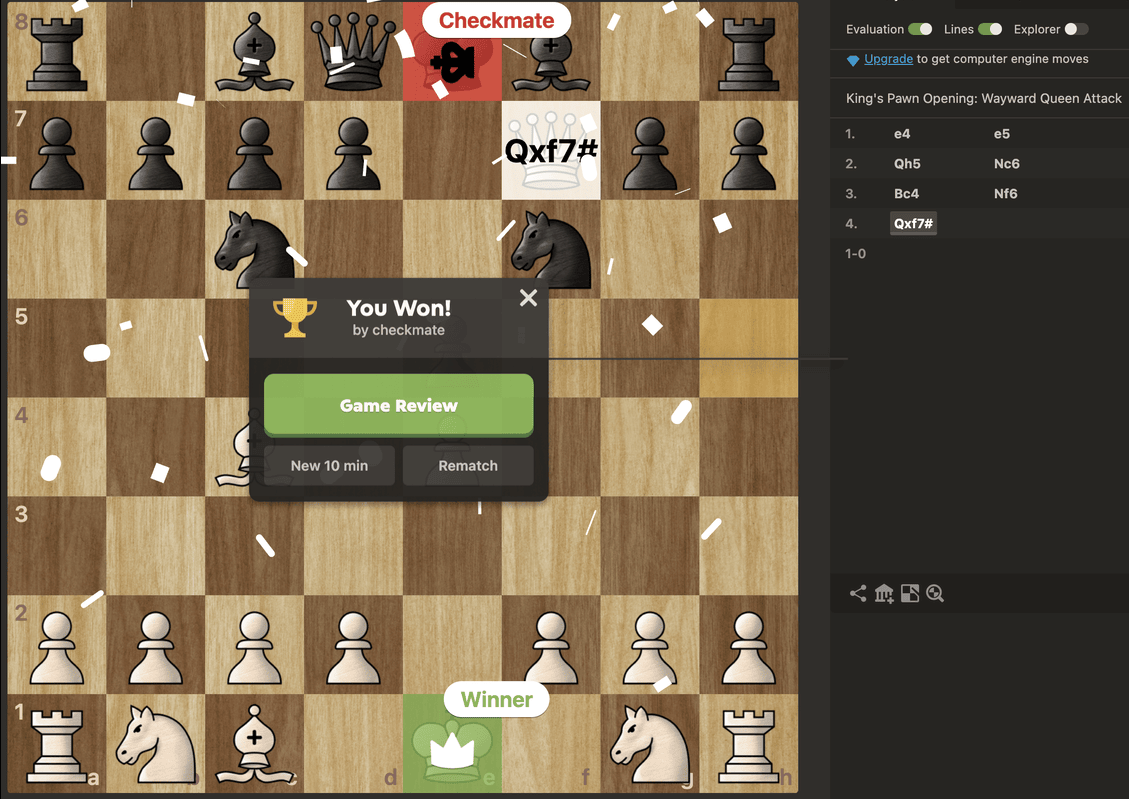 8
Checkmate
7
Qxf7#
6
5
You Won!
by checkmate
Game Review
4
New 10 min
Rematch
3
2
1
Winner
a
c
d
e
f
g
h
Evaluation
Lines
Explorer
Upgrade to get computer engine moves
King's Pawn Opening: Wayward Queen Attack
1. e4 e5
2. Qh5 Nc6
3. Bc4 Nf6
4. Qxf7#
1-0